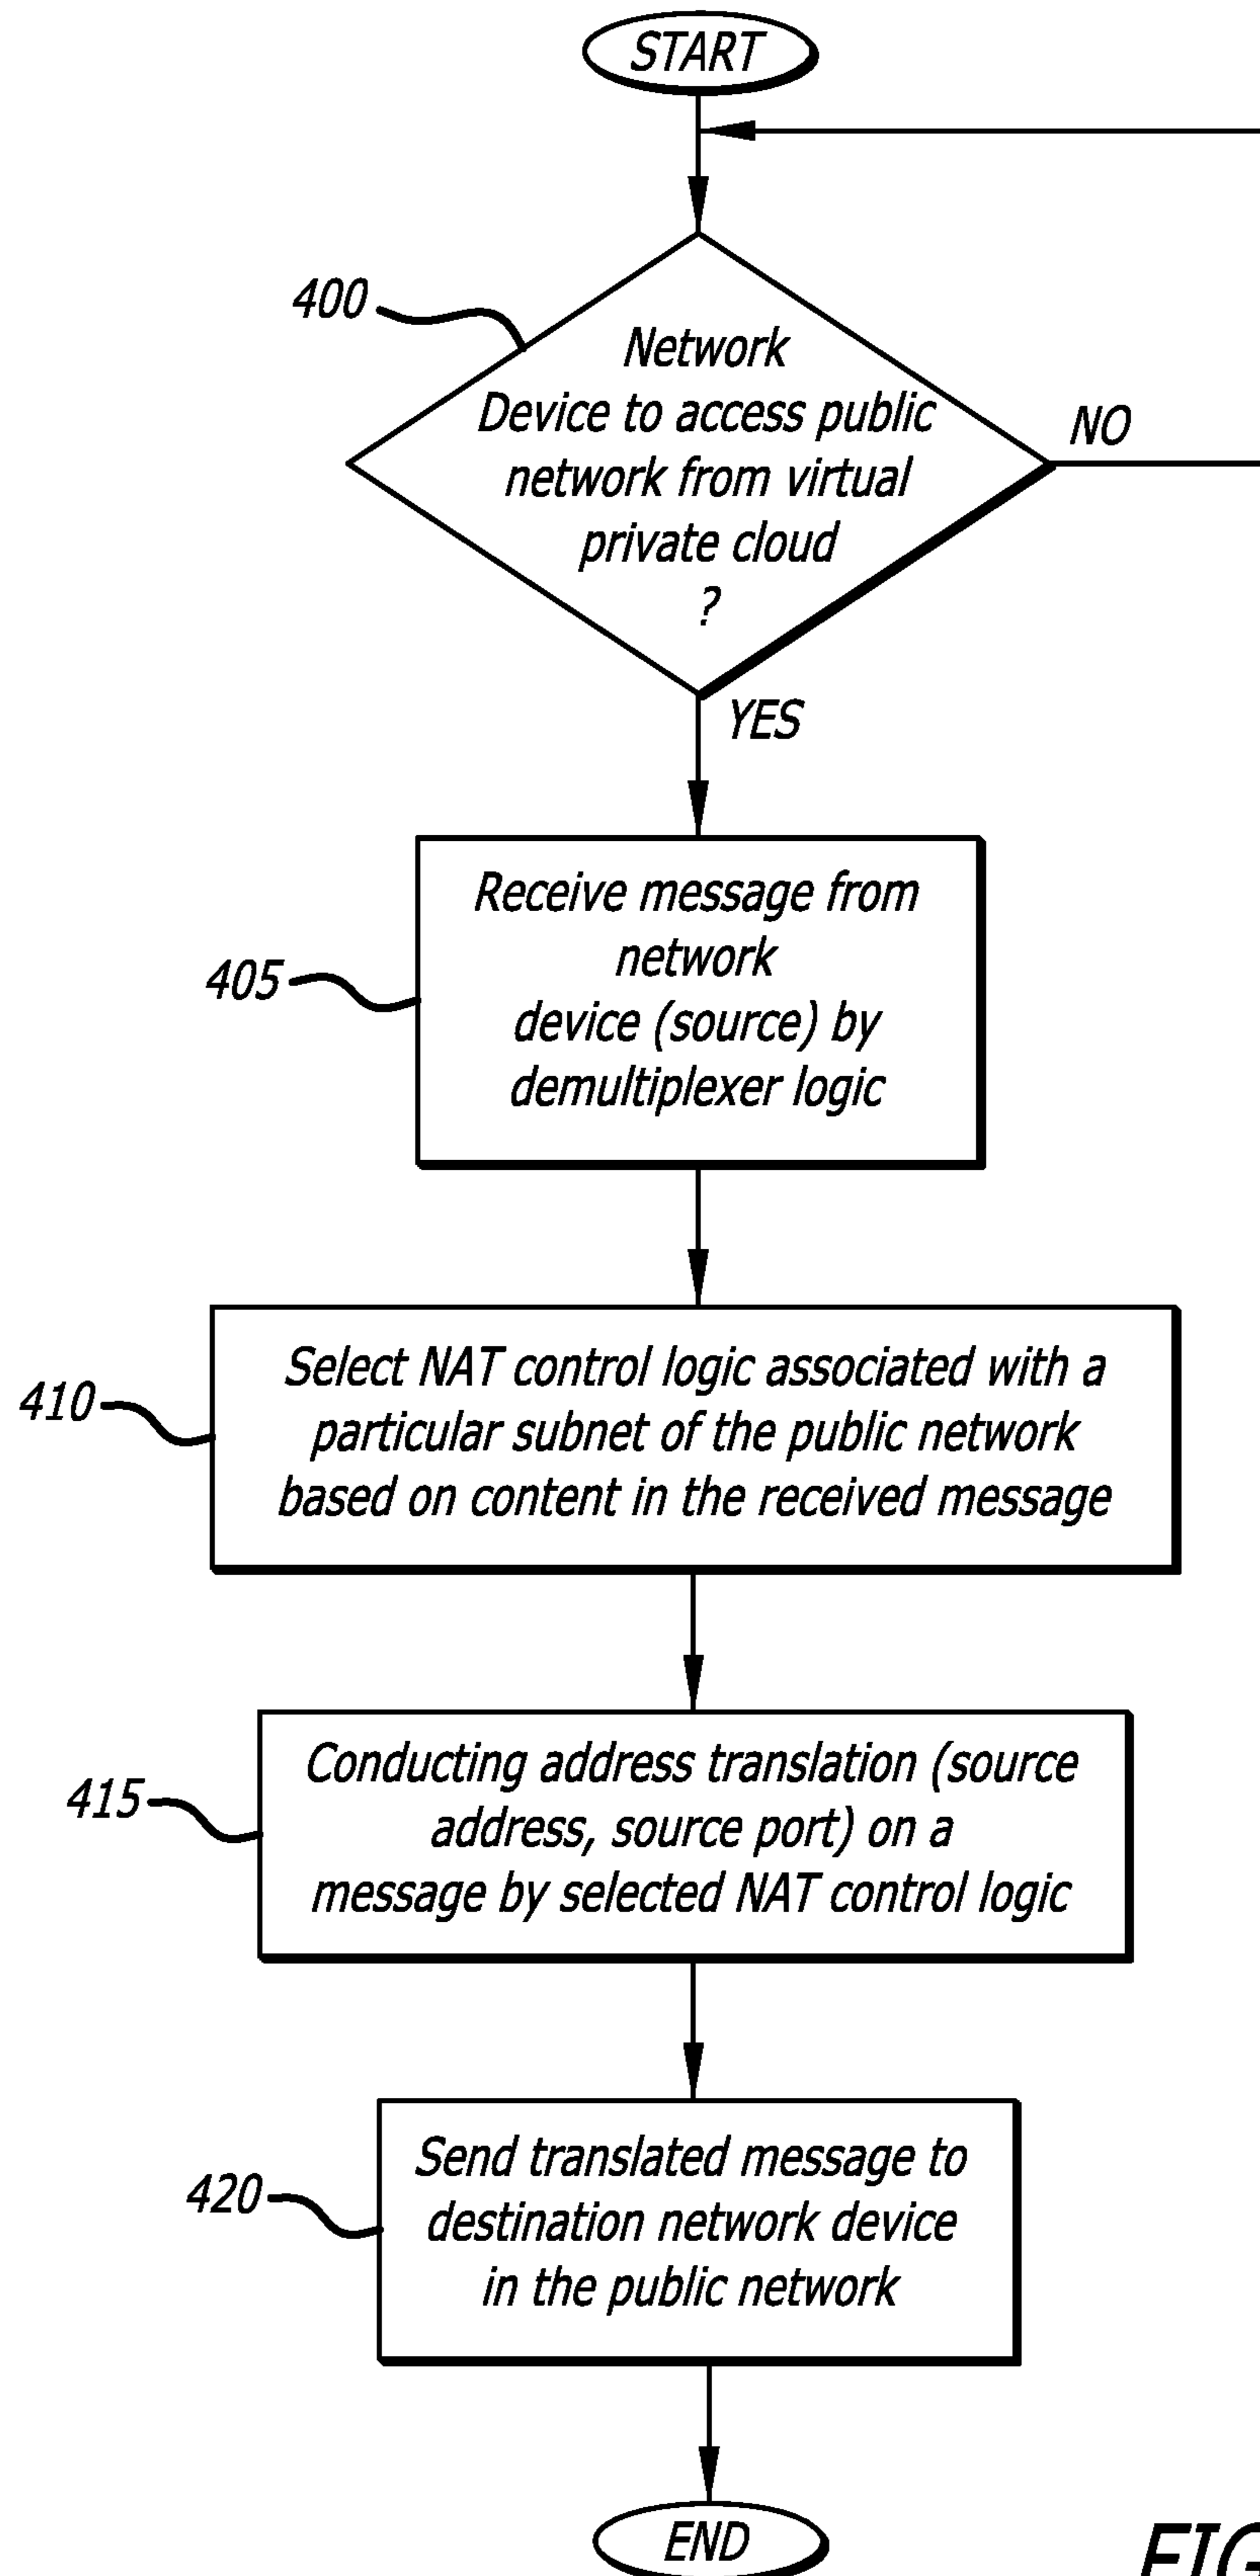 START
400
Network
Device to access public
network from virtual
private cloud
?
NO
YES
405
Receive message from
network
device (source) by
demultiplexer logic
410
Select NAT control logic associated with a
particular subnet of the public network
based on content in the received message
415
Conducting address translation (source
address, source port) on a
message by selected NAT control logic
420
Send translated message to
destination network device
in the public network
END